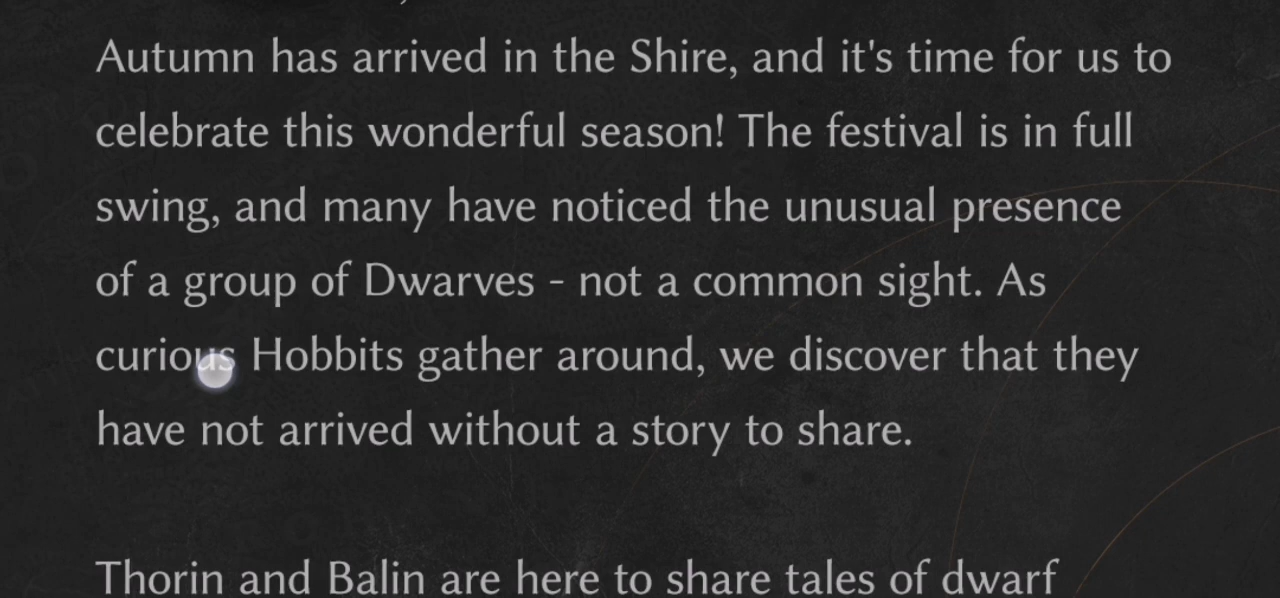 Autumn has arrived in the Shire, and it's time for us to
celebrate this wonderful season! The festival is in full
swing, and many have noticed the unusual presence
of a group of Dwarves - not a common sight. As
curious Hobbits gather around, we discover that they
have not arrived without a story to share.
Thorin and Balin are here to share tales of dwarf